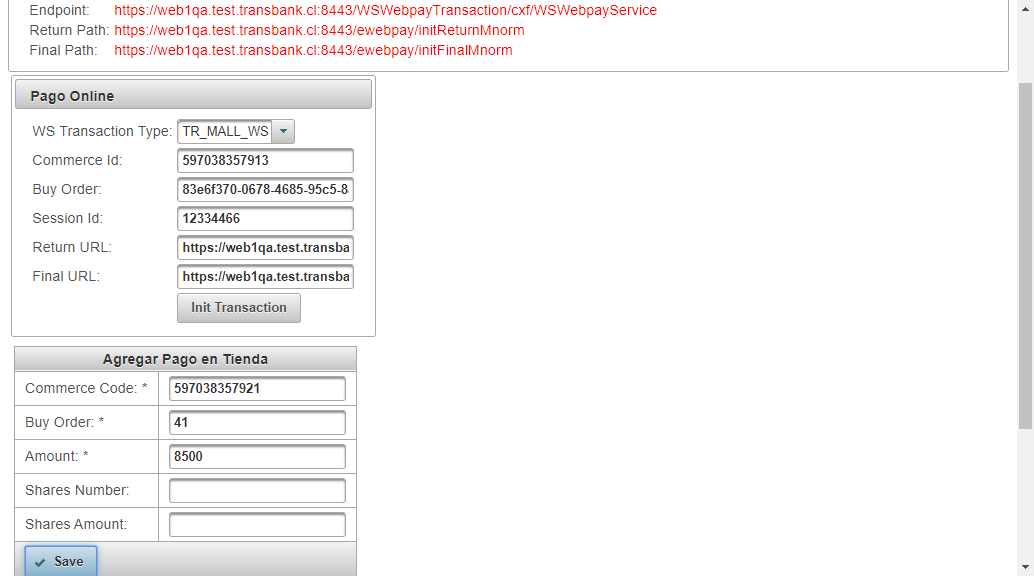 Endpoint: https://web1qa.test.transbank.cl:8443/WSWebpayTransaction/cxf/WSWebpayService
Return Path: https://web1qa.test.transbank.cl:8443/ewebpay/initReturnMnorm
Final Path: https://web1qa.test.transbank.cl:8443/ewebpay/initFinalMnorm
Pago Online
WS Transaction Type: TR_MALL_WS
Commerce Id: 597038357913
Buy Order: 83e6f370-0678-4685-95c5-8
Session Id: 12334466
Return URL: https://web1qa.test.transba
Final URL: https://web1qa.test.transba
Init Transaction
Agregar Pago en Tienda
Commerce Code: * 597038357921
Buy Order: * 41
Amount: * 8500
Shares Number:
Shares Amount:
Save